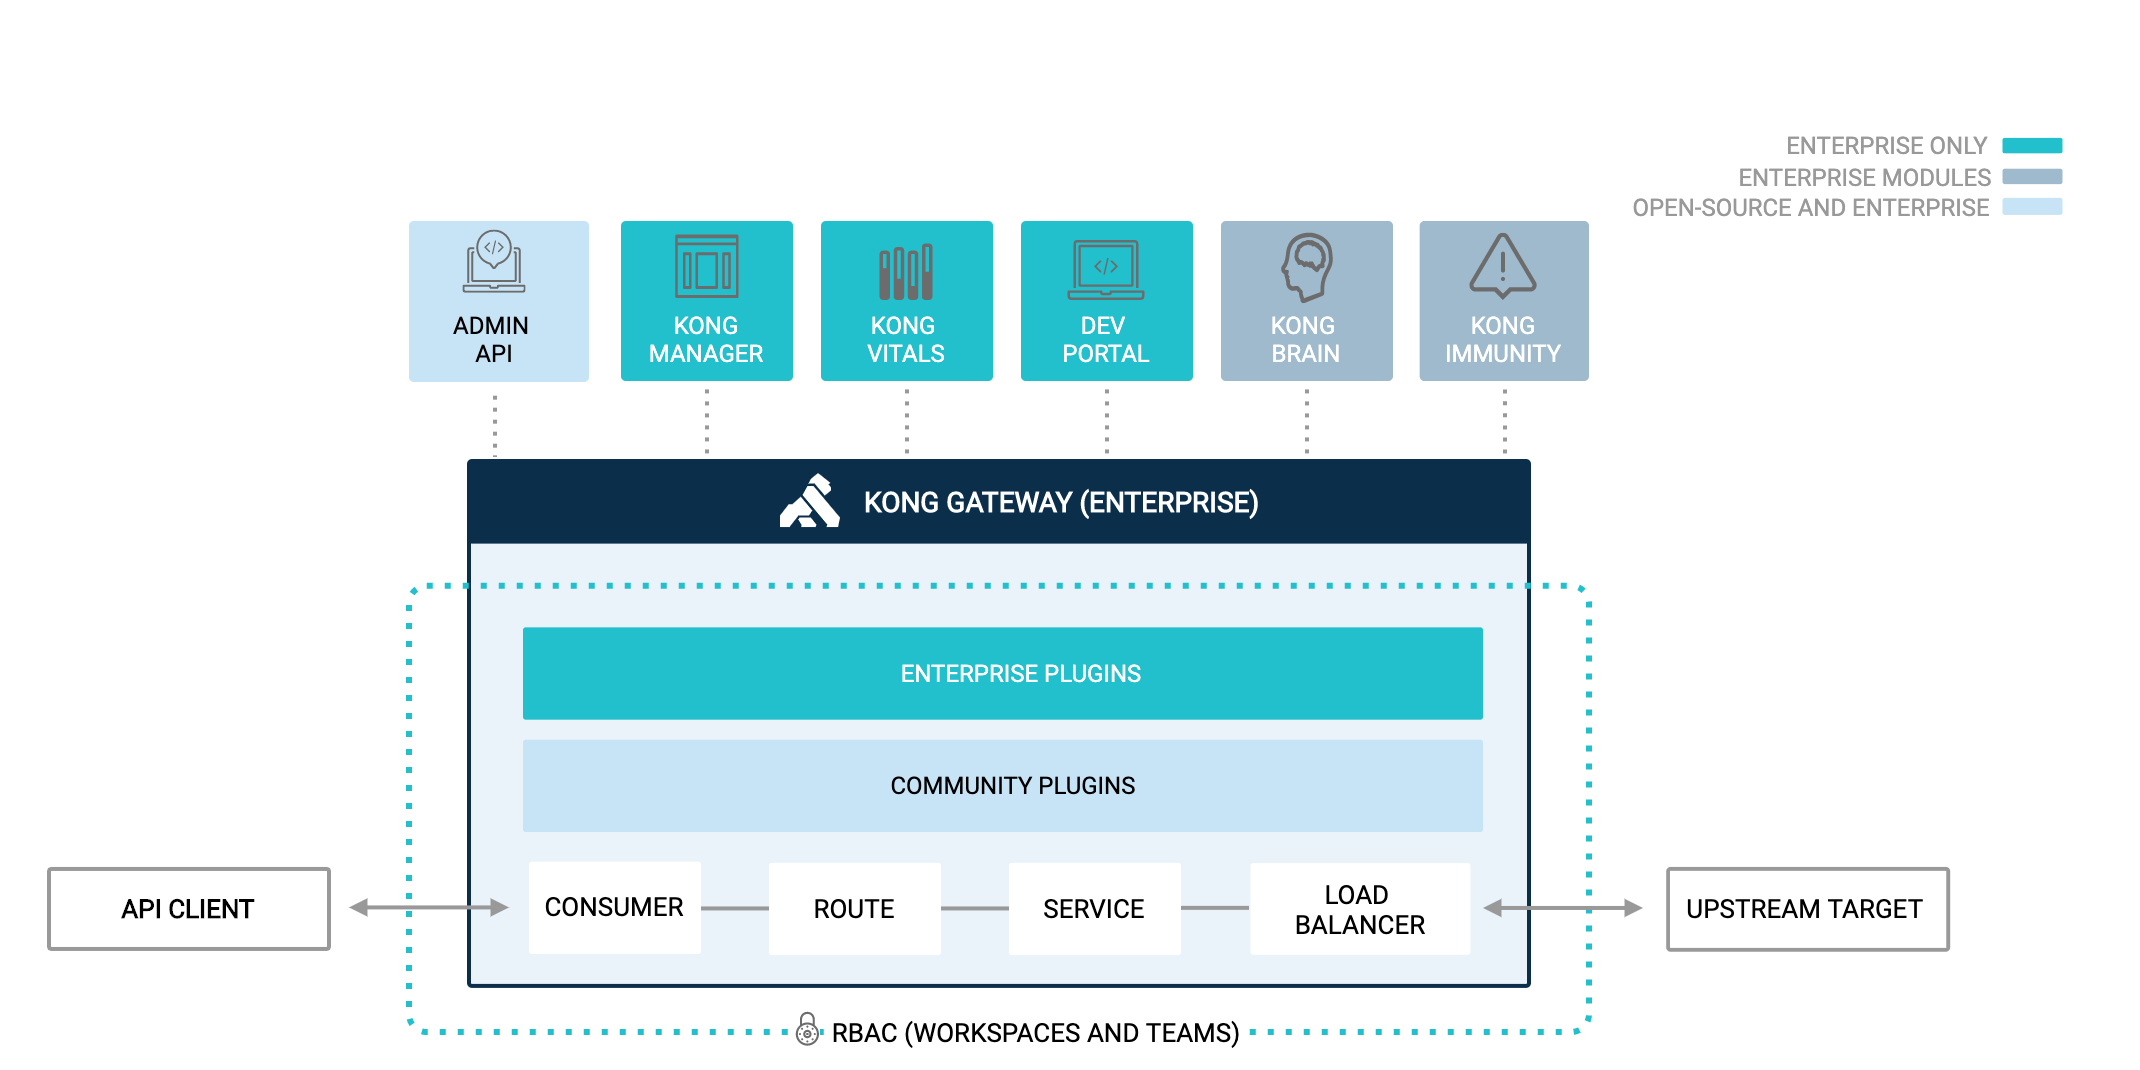 ENTERPRISE ONLY
ENTERPRISE MODULES
OPEN-SOURCE AND ENTERPRISE
ADMIN
API
KONG
MANAGER
KONG
VITALS
</>
DEV
PORTAL
KONG
BRAIN
KONG
IMMUNITY
KONG GATEWAY (ENTERPRISE)
ENTERPRISE PLUGINS
COMMUNITY PLUGINS
API CLIENT
CONSUMER
ROUTE
SERVICE
LOAD
BALANCER
UPSTREAM TARGET
RBAC (WORKSPACES AND TEAMS)